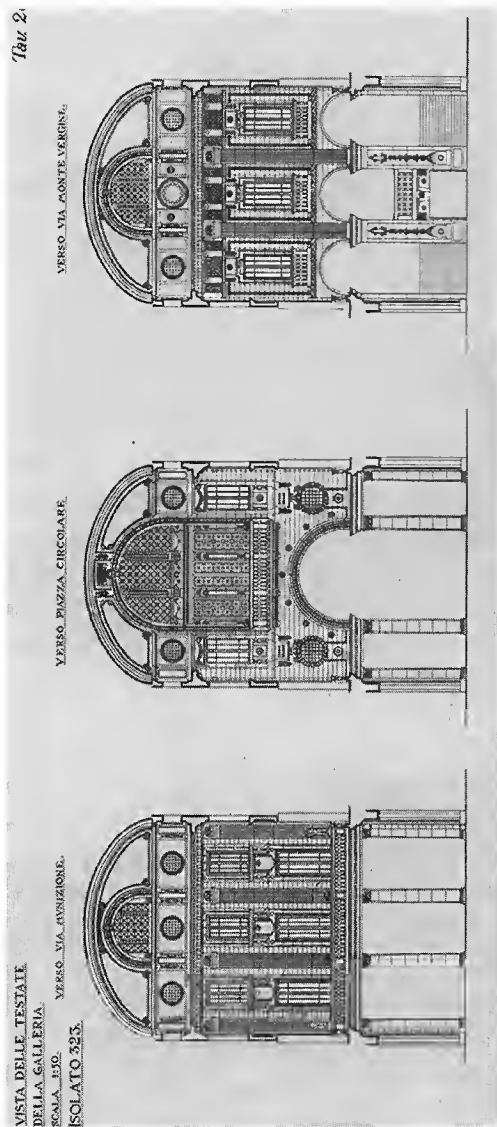 VISTA DELLE TESTATE
DELLA GALLERIA.
SCALA 1:50.
ISOLATO 323.
VERSO VIA MUNIZIONE.
VERSO PIAZZA CIRCOLARE
VERSO VIA MONTE VERGINE.
Tav 2